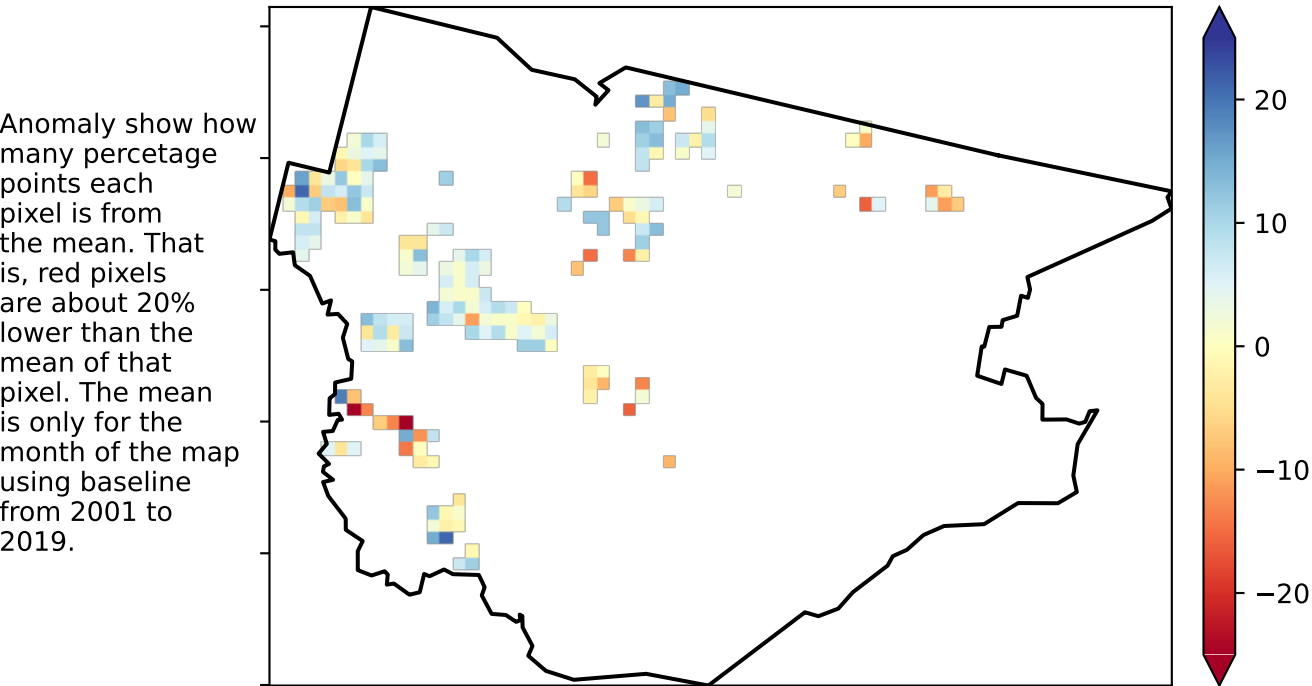 Anomaly show how
many percetage
points each
pixel is from
the mean. That
is, red pixels
are about 20%
lower than the
mean of that
pixel. The mean
is only for the
month of the map
using baseline
from 2001 to
2019.
20
10
0
−10
−20